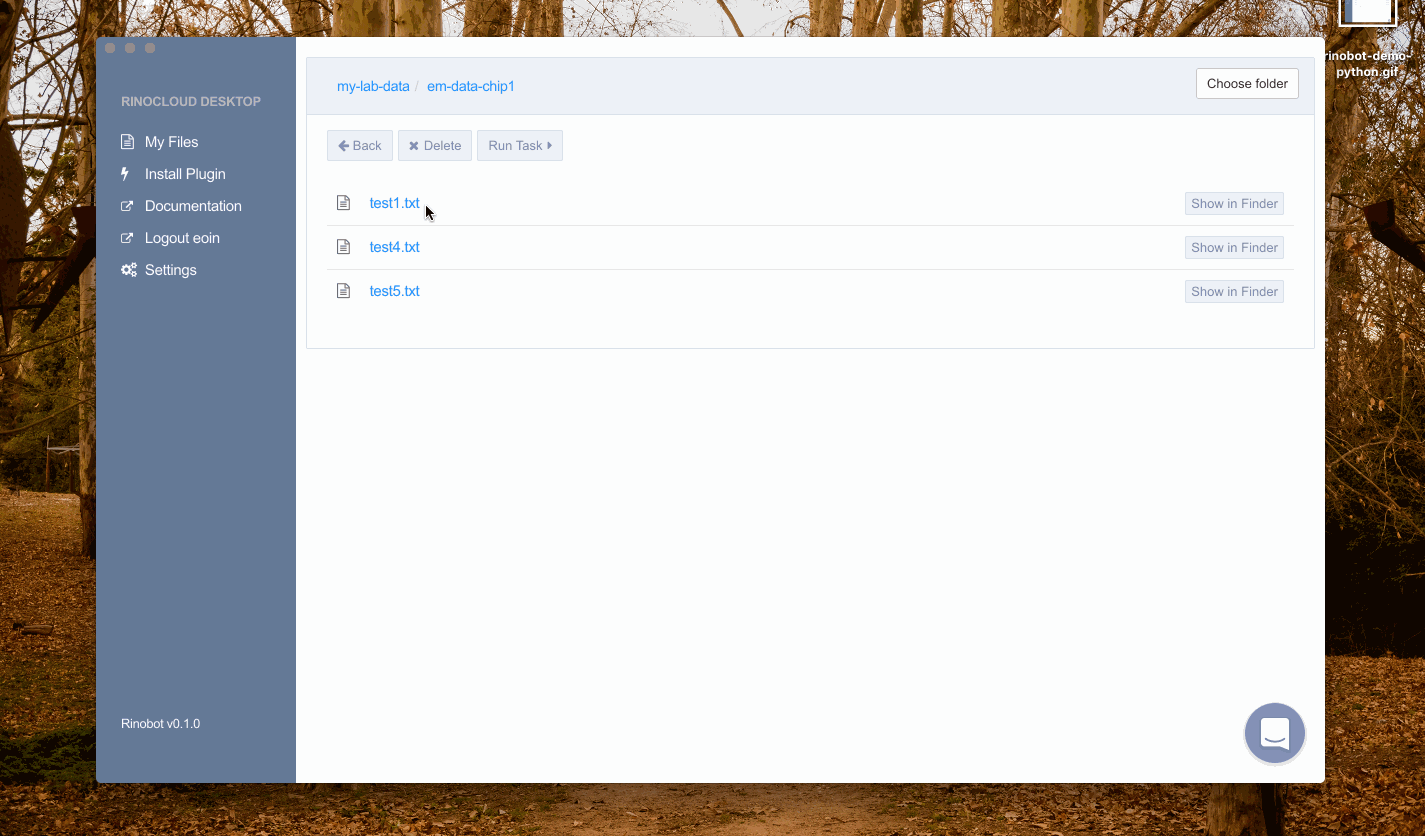 rinobot-demo-
python.gif
RINOCLOUD DESKTOP
My Files
Install Plugin
Documentation
Logout eoin
Settings
Rinobot v0.1.0
my-lab-data / em-data-chip1
Choose folder
Back
Delete
Run Task
test1.txt
Show in Finder
test4.txt
Show in Finder
test5.txt
Show in Finder